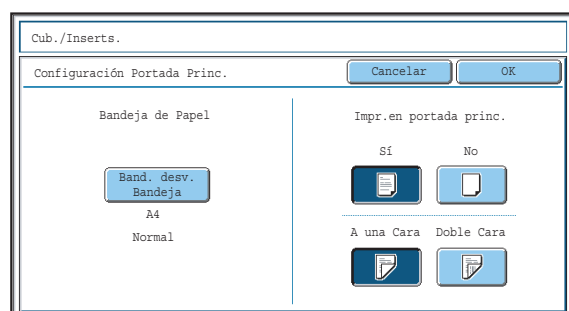 Cub./Inserts.
Configuración Portada Princ.
Cancelar
OK
Bandeja de Papel
Band. desv.
Bandeja
A4
Normal
Impr.en portada princ.
Sí No
A una Cara Doble Cara